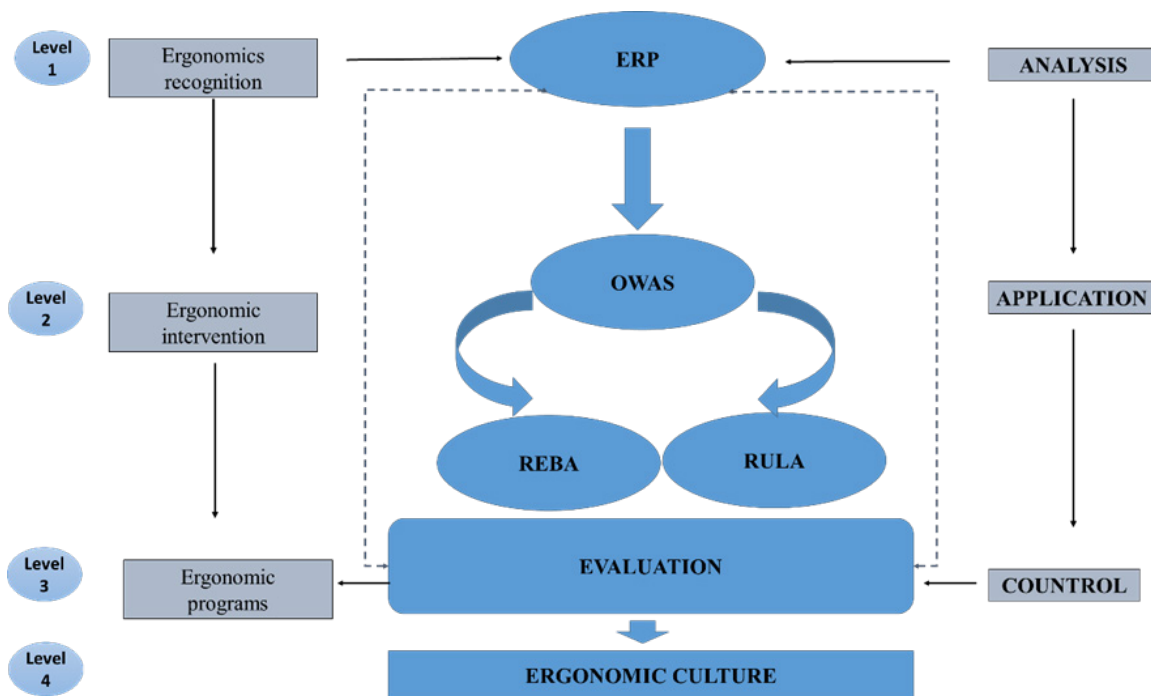 Level
1
Ergonomics
recognition
ERP
ANALYSIS
Level
2
Ergonomic
intervention
OWAS
APPLICATION
REBA
RULA
Level
3
Ergonomic
programs
EVALUATION
COUNTROL
Level
4
ERGONOMIC CULTURE